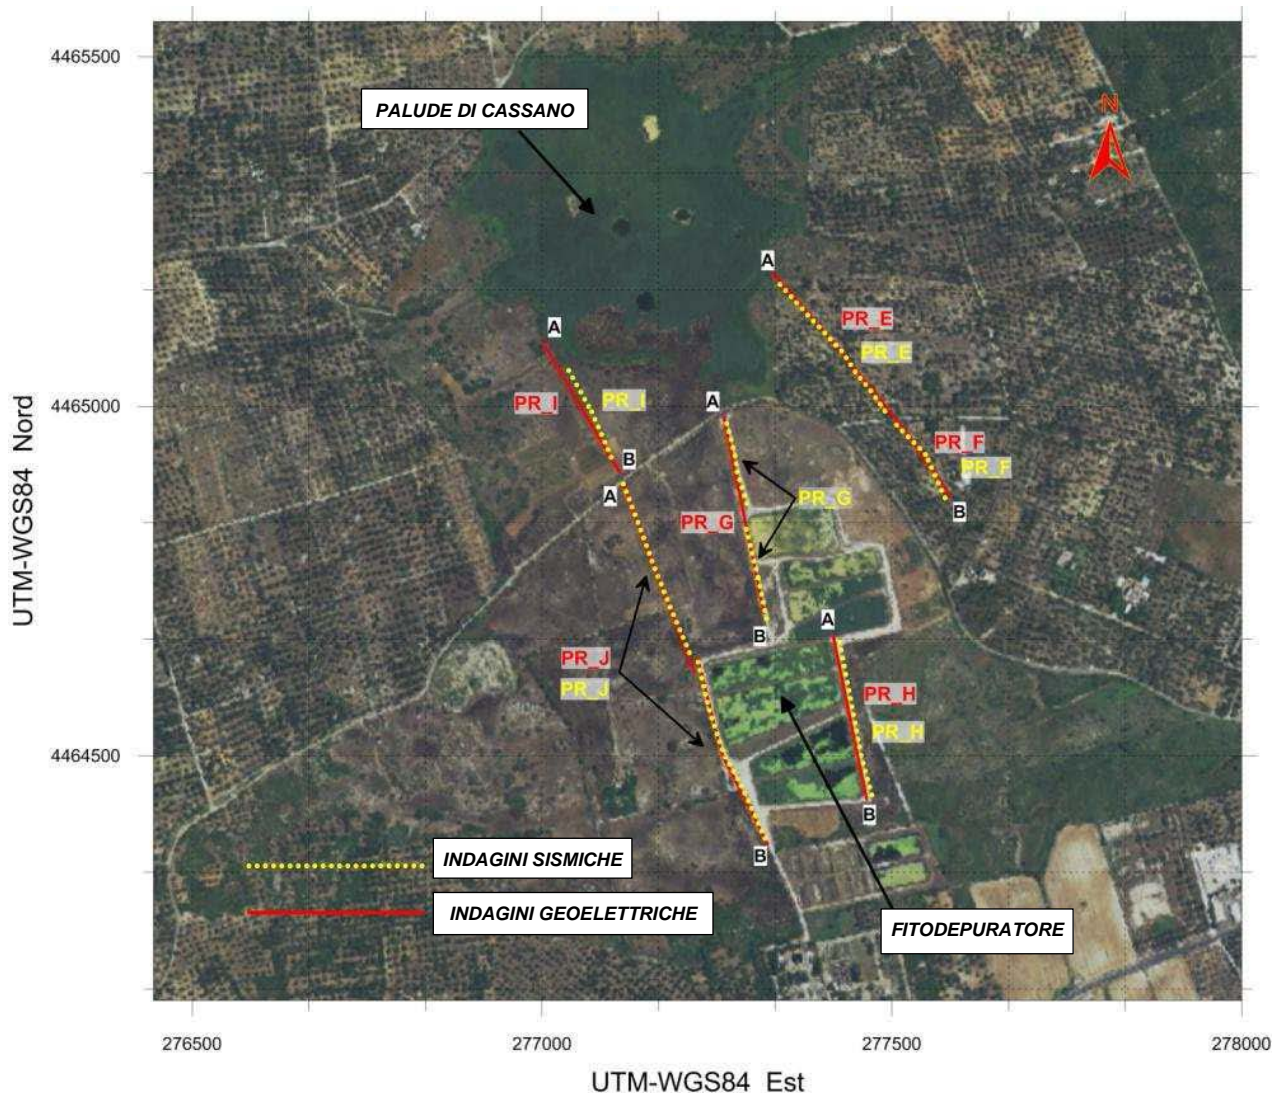 4465500
PALUDE DI CASSANO
N
A
PR_E
PR_E
A
PR_I
PR_I
4465000
A
PR_F
PR_F
B
A
B
PR_G
PR_G
UTM-WGS84 Nord
B
A
PR_J
PR_J
PR_H
PR_H
4464500
B
B
INDAGINI SISMICHE
INDAGINI GEOELETTRICHE
FITODEPURATORE
276500
277000
277500
278000
UTM-WGS84 Est